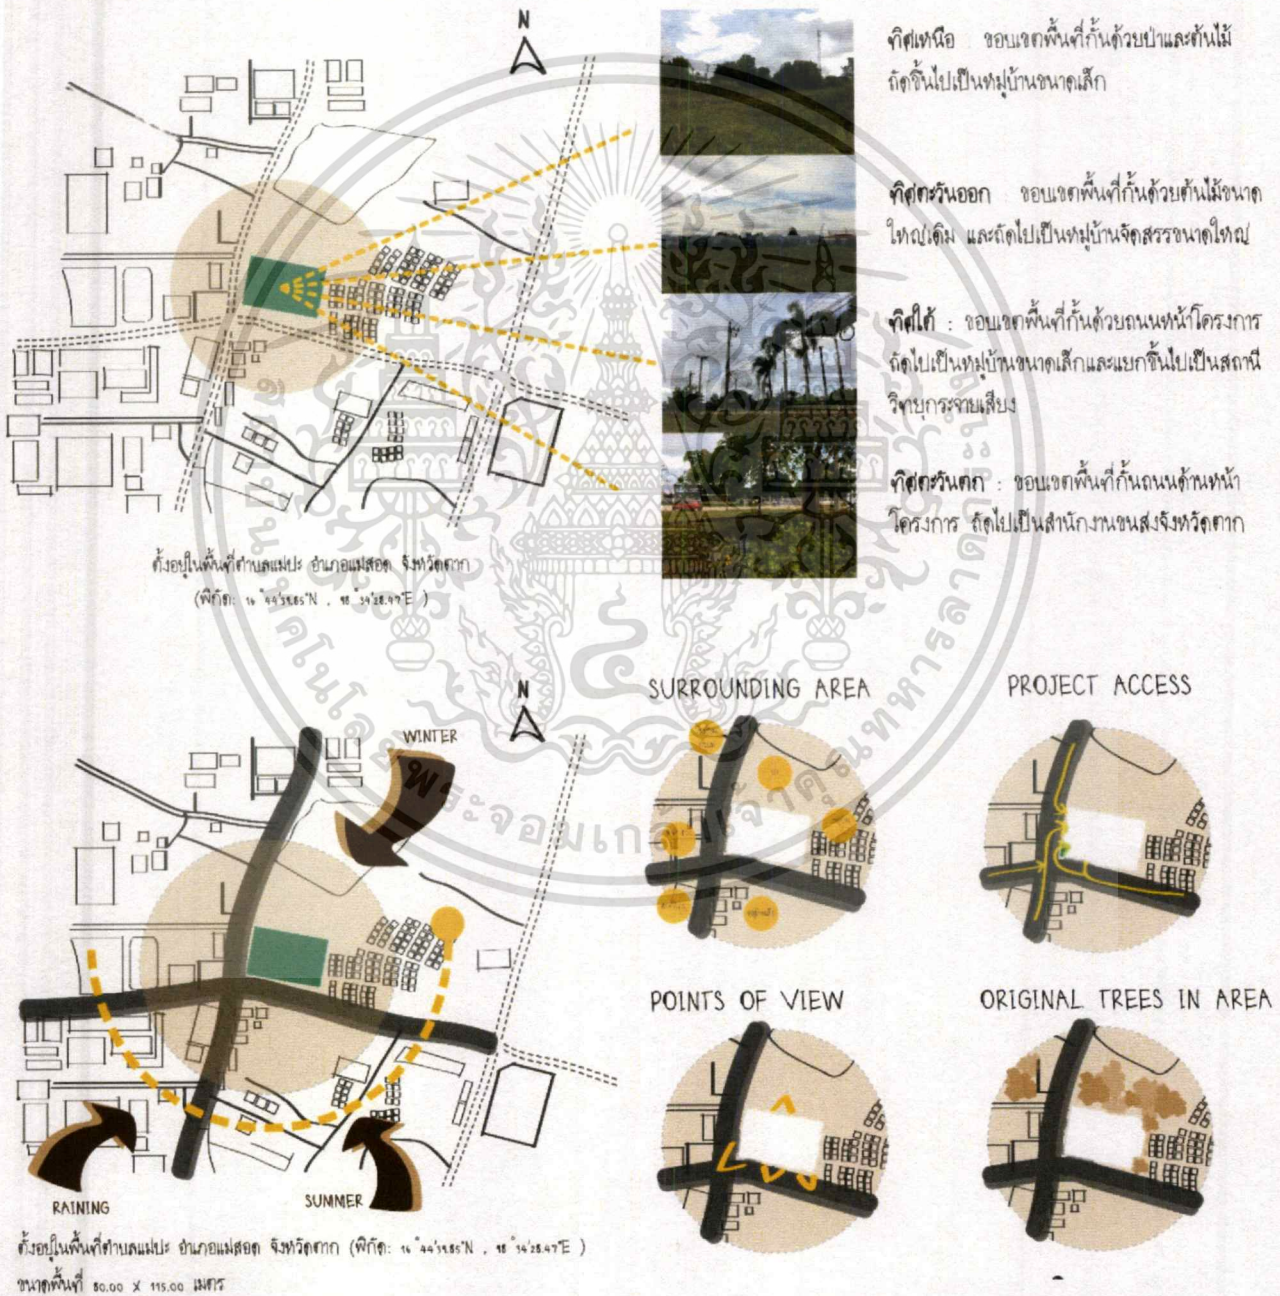 N
ทิศเหนือ ขอบเขตพื้นที่กั้นด้วยป่าและต้นไม้
ถัดขึ้นไปเป็นหมู่บ้านขนาดเล็ก
ทิศตะวันออก ขอบเขตพื้นที่กั้นด้วยต้นไม้ขนาด
ใหญ่เดิม และถัดไปเป็นหมู่บ้านจัดสรรขนาดใหญ่
ทิศใต้ : ขอบเขตพื้นที่กั้นด้วยถนนหน้าโครงการ
ถัดไปเป็นหมู่บ้านขนาดเล็กและแยกขึ้นไปเป็นสถานี
วิทยุกระจายเสียง
ทิศตะวันตก : ขอบเขตพื้นที่กั้นถนนด้านหน้า
โครงการ ถัดไปเป็นสำนักงานขนส่งจังหวัดตาก
ตั้งอยู่ในพื้นที่ตำบลแม่ปะ อำเภอแม่สอด จังหวัดตาก
(พิกัด:
N
WINTER
RAINING
SUMMER
ตั้งอยู่ในพื้นที่ตำบลแม่ปะ อำเภอแม่สอด จังหวัดตาก (พิกัด:
ขนาดพื้นที่ 80.00 X 115.00 เมตร
SURROUNDING AREA
PROJECT ACCESS
POINTS OF VIEW
ORIGINAL TREES IN AREA